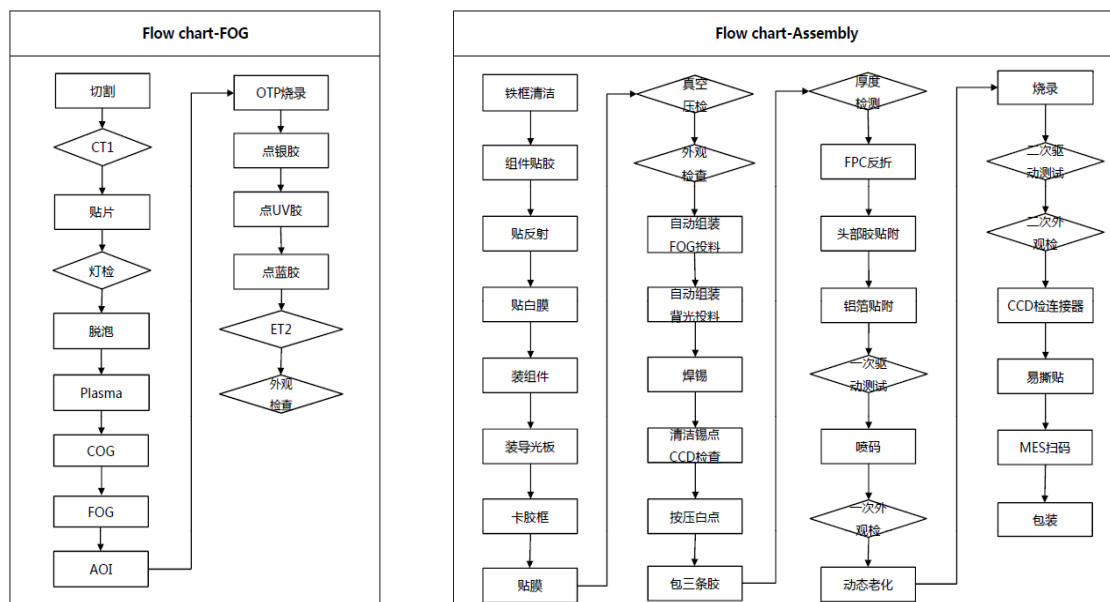 Flow chart-FOG
切割
CT1
贴片
灯检
脱泡
Plasma
COG
FOG
AOI
OTP烧录
点银胶
点UV胶
点蓝胶
ET2
外观
检查
Flow chart-Assembly
铁框清洁
组件贴胶
贴反射
贴白膜
装组件
装导光板
卡胶框
贴膜
真空
压检
外观
检查
自动组装
FOG投料
自动组装
背光投料
焊锡
清洁锡点
CCD检查
按压白点
包三条胶
厚度
检测
FPC反折
头部胶贴附
铝箔贴附
一次驱
动测试
喷码
一次外
观检
动态老化
烧录
二次驱
动测试
二次外
观检
CCD检连接器
易撕贴
MES扫码
包装